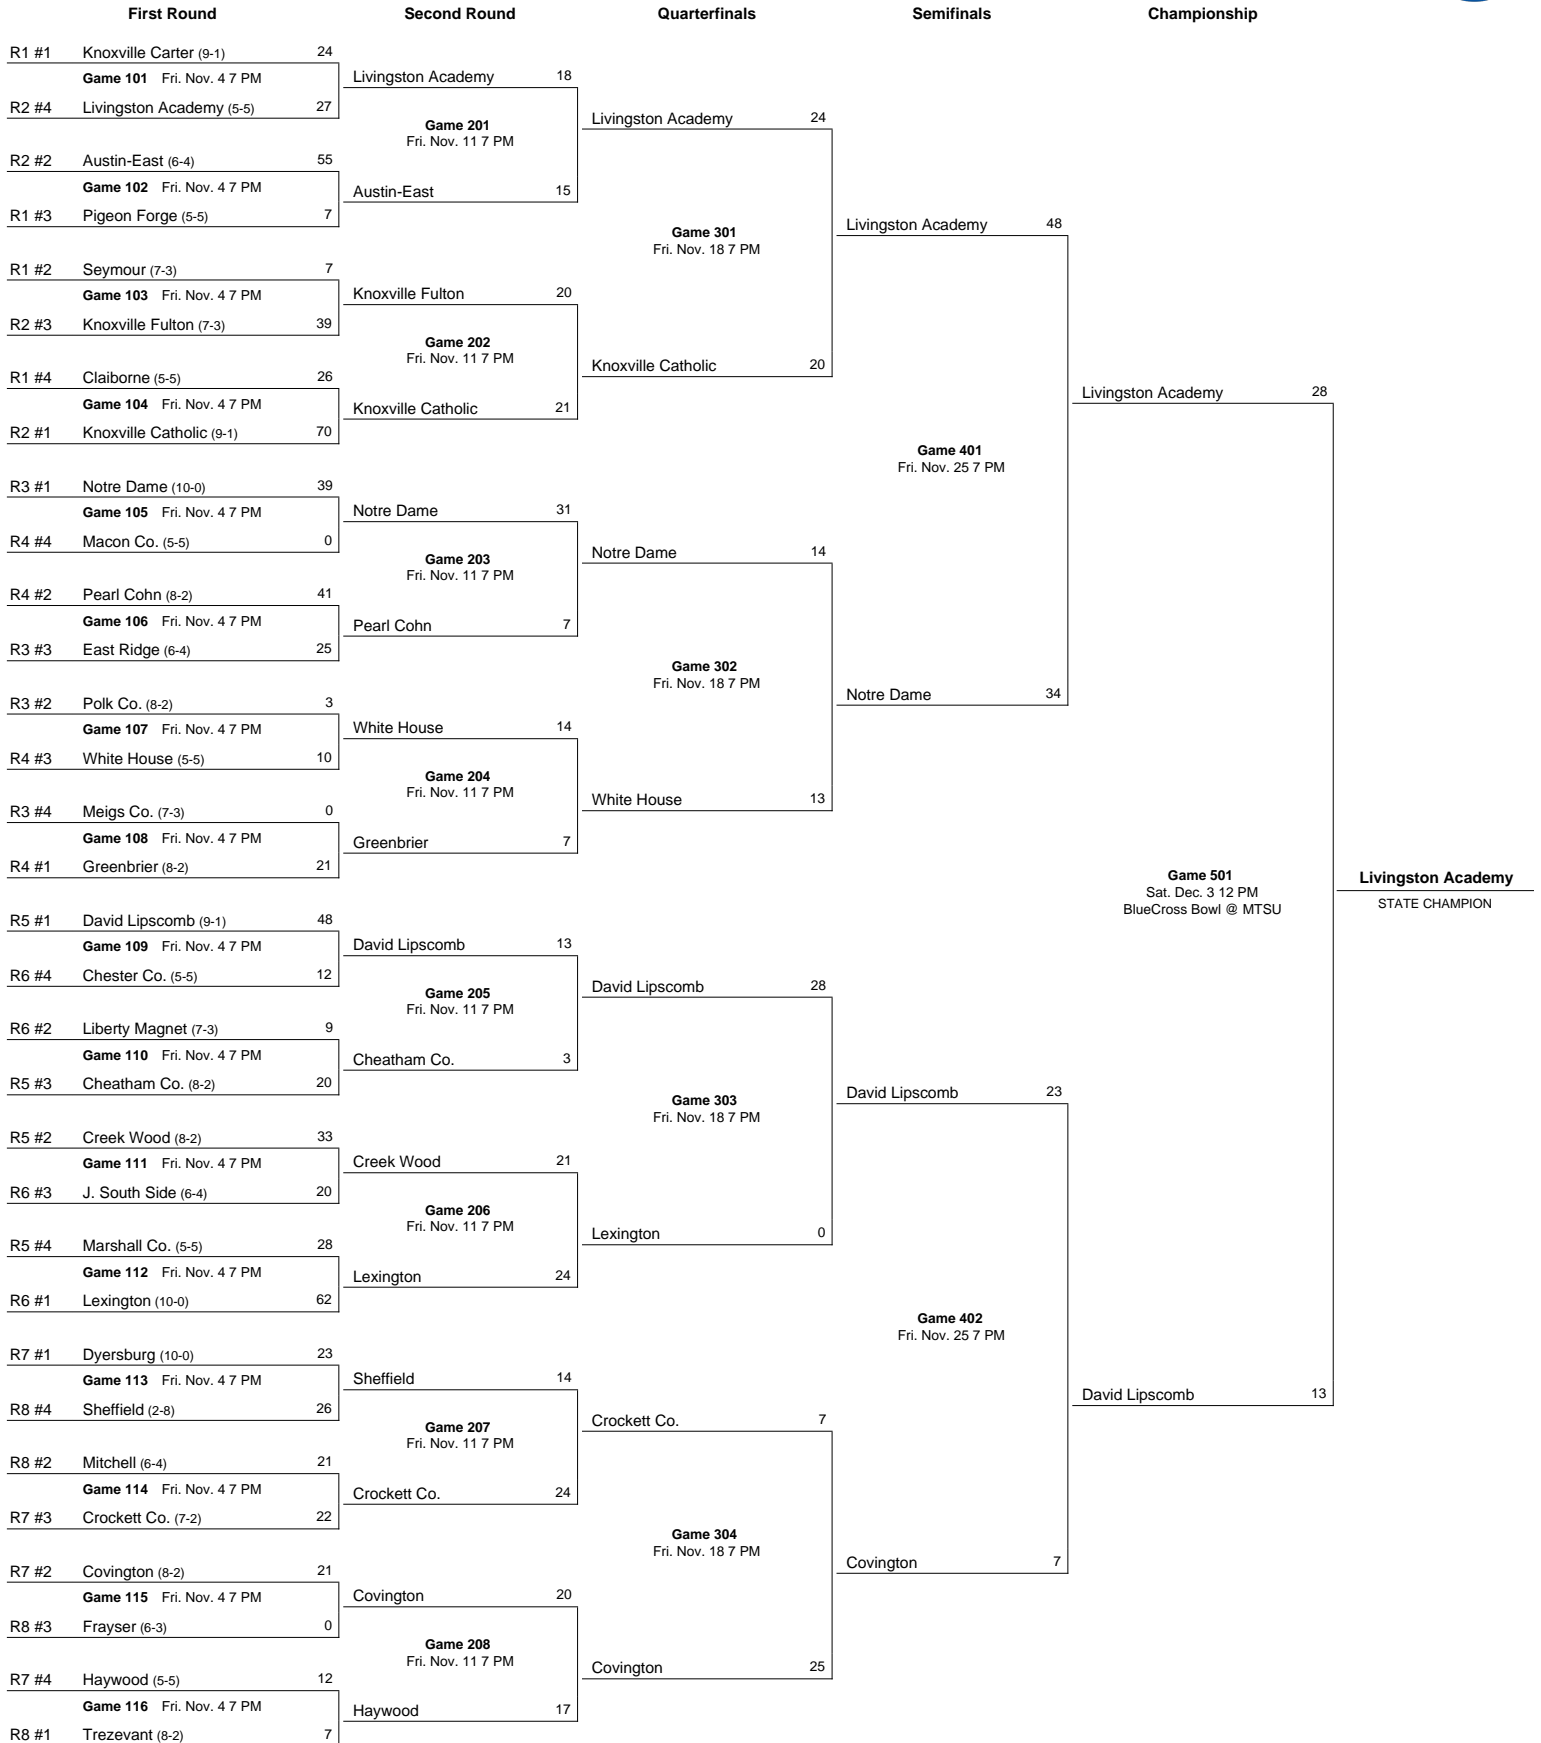 First Round Second Round Quarterfinals Semifinals Championship
R1 #1 Knoxville Carter (9-1) 24
Game 101 Fri. Nov. 4 7 PM
R2 #4 Livingston Academy (5-5) 27
R2 #2 Austin-East (6-4) 55
Game 102 Fri. Nov. 4 7 PM
R1 #3 Pigeon Forge (5-5) 7
R1 #2 Seymour (7-3) 7
Game 103 Fri. Nov. 4 7 PM
R2 #3 Knoxville Fulton (7-3) 39
R1 #4 Claiborne (5-5) 26
Game 104 Fri. Nov. 4 7 PM
R2 #1 Knoxville Catholic (9-1) 70
R3 #1 Notre Dame (10-0) 39
Game 105 Fri. Nov. 4 7 PM
R4 #4 Macon Co. (5-5) 0
R4 #2 Pearl Cohn (8-2) 41
Game 106 Fri. Nov. 4 7 PM
R3 #3 East Ridge (6-4) 25
R3 #2 Polk Co. (8-2) 3
Game 107 Fri. Nov. 4 7 PM
R4 #3 White House (5-5) 10
R3 #4 Meigs Co. (7-3) 0
Game 108 Fri. Nov. 4 7 PM
R4 #1 Greenbrier (8-2) 21
R5 #1 David Lipscomb (9-1) 48
Game 109 Fri. Nov. 4 7 PM
R6 #4 Chester Co. (5-5) 12
R6 #2 Liberty Magnet (7-3) 9
Game 110 Fri. Nov. 4 7 PM
R5 #3 Cheatham Co. (8-2) 20
R5 #2 Creek Wood (8-2) 33
Game 111 Fri. Nov. 4 7 PM
R6 #3 J. South Side (6-4) 20
R5 #4 Marshall Co. (5-5) 28
Game 112 Fri. Nov. 4 7 PM
R6 #1 Lexington (10-0) 62
R7 #1 Dyersburg (10-0) 23
Game 113 Fri. Nov. 4 7 PM
R8 #4 Sheffield (2-8) 26
R8 #2 Mitchell (6-4) 21
Game 114 Fri. Nov. 4 7 PM
R7 #3 Crockett Co. (7-2) 22
R7 #2 Covington (8-2) 21
Game 115 Fri. Nov. 4 7 PM
R8 #3 Frayser (6-3) 0
R7 #4 Haywood (5-5) 12
Game 116 Fri. Nov. 4 7 PM
R8 #1 Trezevant (8-2) 7
Livingston Academy 18
Game 201
Fri. Nov. 11 7 PM
Austin-East 15
Knoxville Fulton 20
Game 202
Fri. Nov. 11 7 PM
Knoxville Catholic 21
Notre Dame 31
Game 203
Fri. Nov. 11 7 PM
Pearl Cohn 7
White House 14
Game 204
Fri. Nov. 11 7 PM
Greenbrier 7
David Lipscomb 13
Game 205
Fri. Nov. 11 7 PM
Cheatham Co. 3
Creek Wood 21
Game 206
Fri. Nov. 11 7 PM
Lexington 24
Sheffield 14
Game 207
Fri. Nov. 11 7 PM
Crockett Co. 24
Covington 20
Game 208
Fri. Nov. 11 7 PM
Haywood 17
Livingston Academy 24
Game 301
Fri. Nov. 18 7 PM
Knoxville Catholic 20
Notre Dame 14
Game 302
Fri. Nov. 18 7 PM
White House 13
David Lipscomb 28
Game 303
Fri. Nov. 18 7 PM
Lexington 0
Crockett Co. 7
Game 304
Fri. Nov. 18 7 PM
Covington 25
Livingston Academy 48
Game 401
Fri. Nov. 25 7 PM
Notre Dame 34
David Lipscomb 23
Game 402
Fri. Nov. 25 7 PM
Covington 7
Livingston Academy 28
Game 501
Sat. Dec. 3 12 PM
BlueCross Bowl @ MTSU
David Lipscomb 13
Livingston Academy
STATE CHAMPION